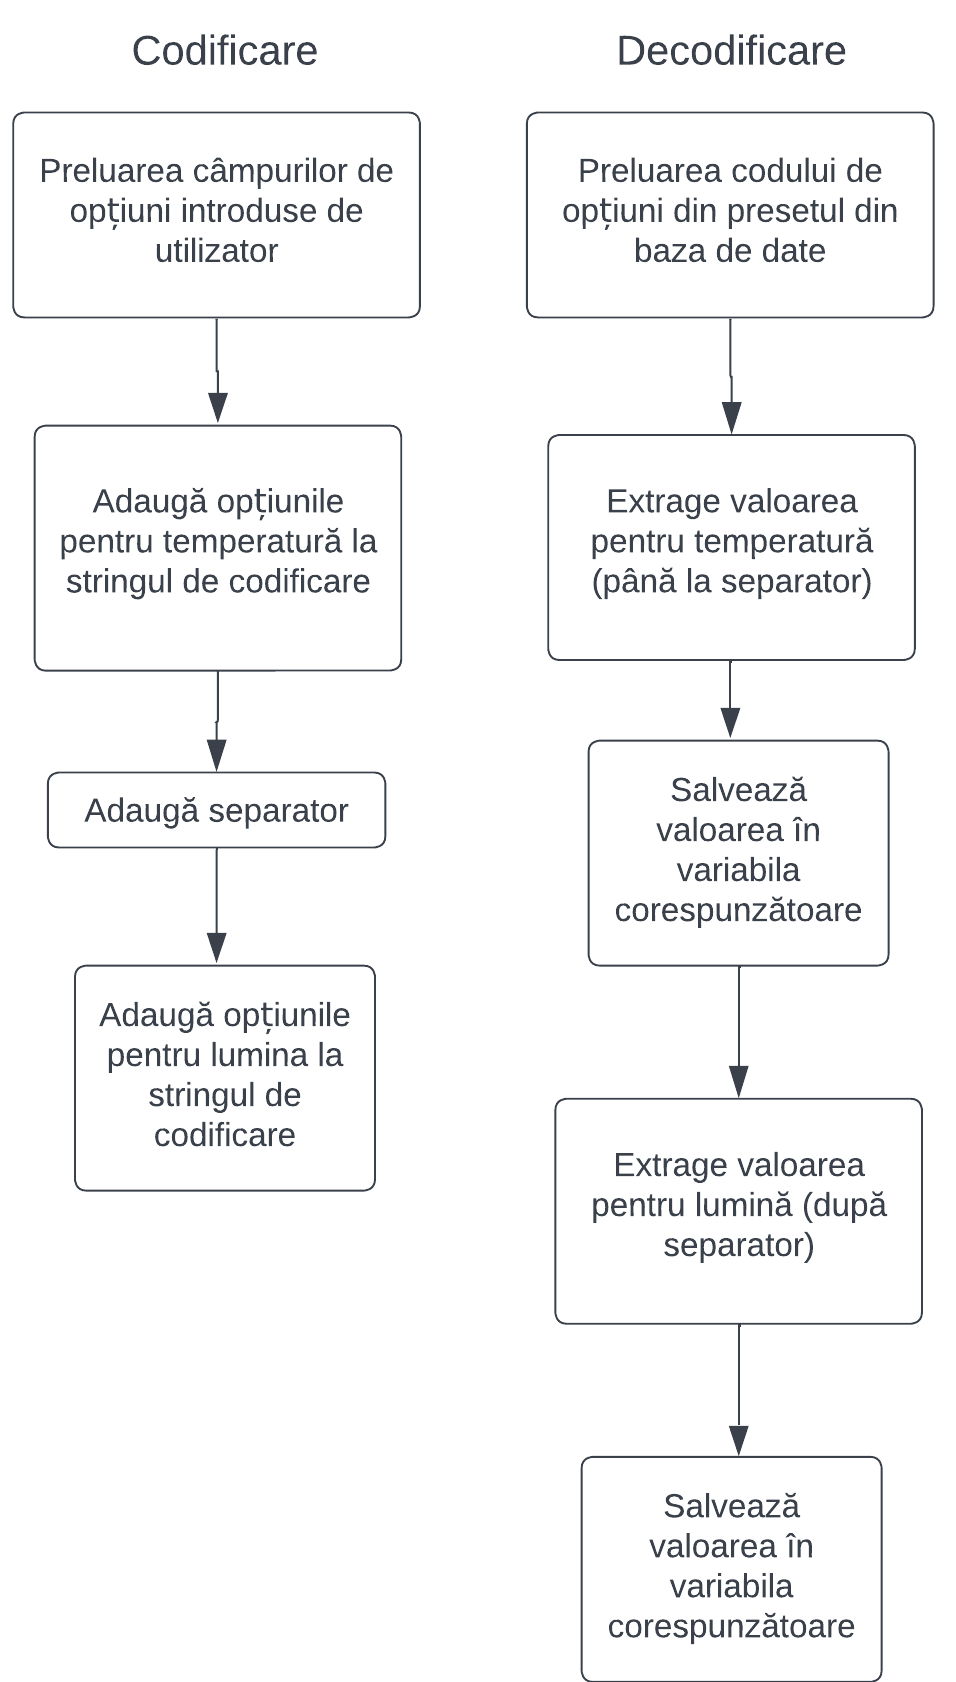 Codificare
Preluarea câmpurilor de
opțiuni introduse de
utilizator
Adaugă opțiunile
pentru temperatură la
stringul de codificare
Adaugă separator
Adaugă opțiunile
pentru lumina la
stringul de
codificare
Decodificare
Preluarea codului de
opțiuni din presetul din
baza de date
Extrage valoarea
pentru temperatură
(până la separator)
Salvează
valoarea în
variabila
corespunzătoare
Extrage valoarea
pentru lumină (după
separator)
Salvează
valoarea în
variabila
corespunzătoare